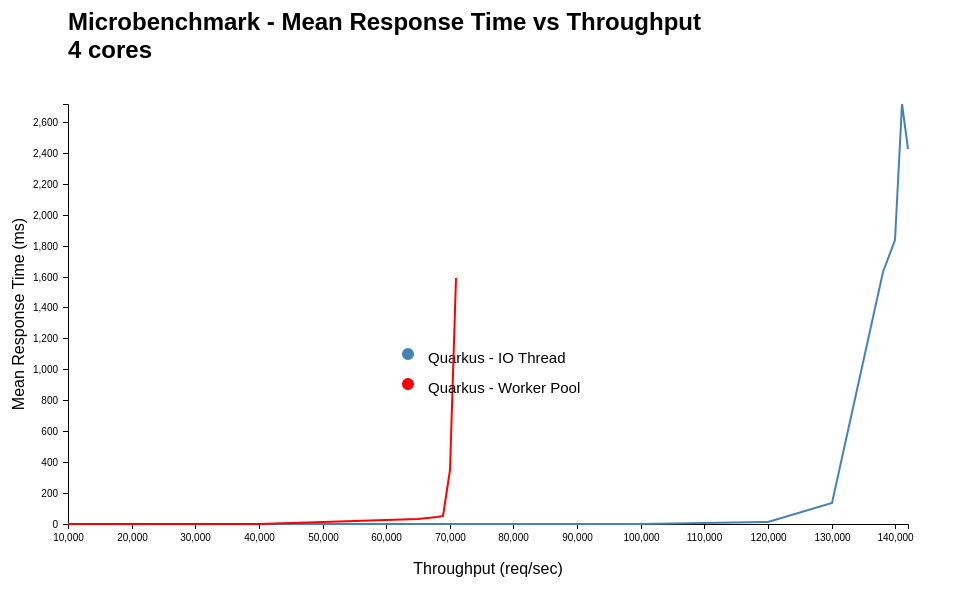 Microbenchmark - Mean Response Time vs Throughput
4 cores
Mean Response Time (ms)
2,600
2,400
2,200
2,000
1,800
1,600
1,400
1,200
1,000
800
600
400
200
0
Quarkus - IO Thread
Quarkus - Worker Pool
10,000 20,000 30,000 40,000 50,000 60,000 70,000 80,000 90,000 100,000 110,000 120,000 130,000 140,000
Throughput (req/sec)